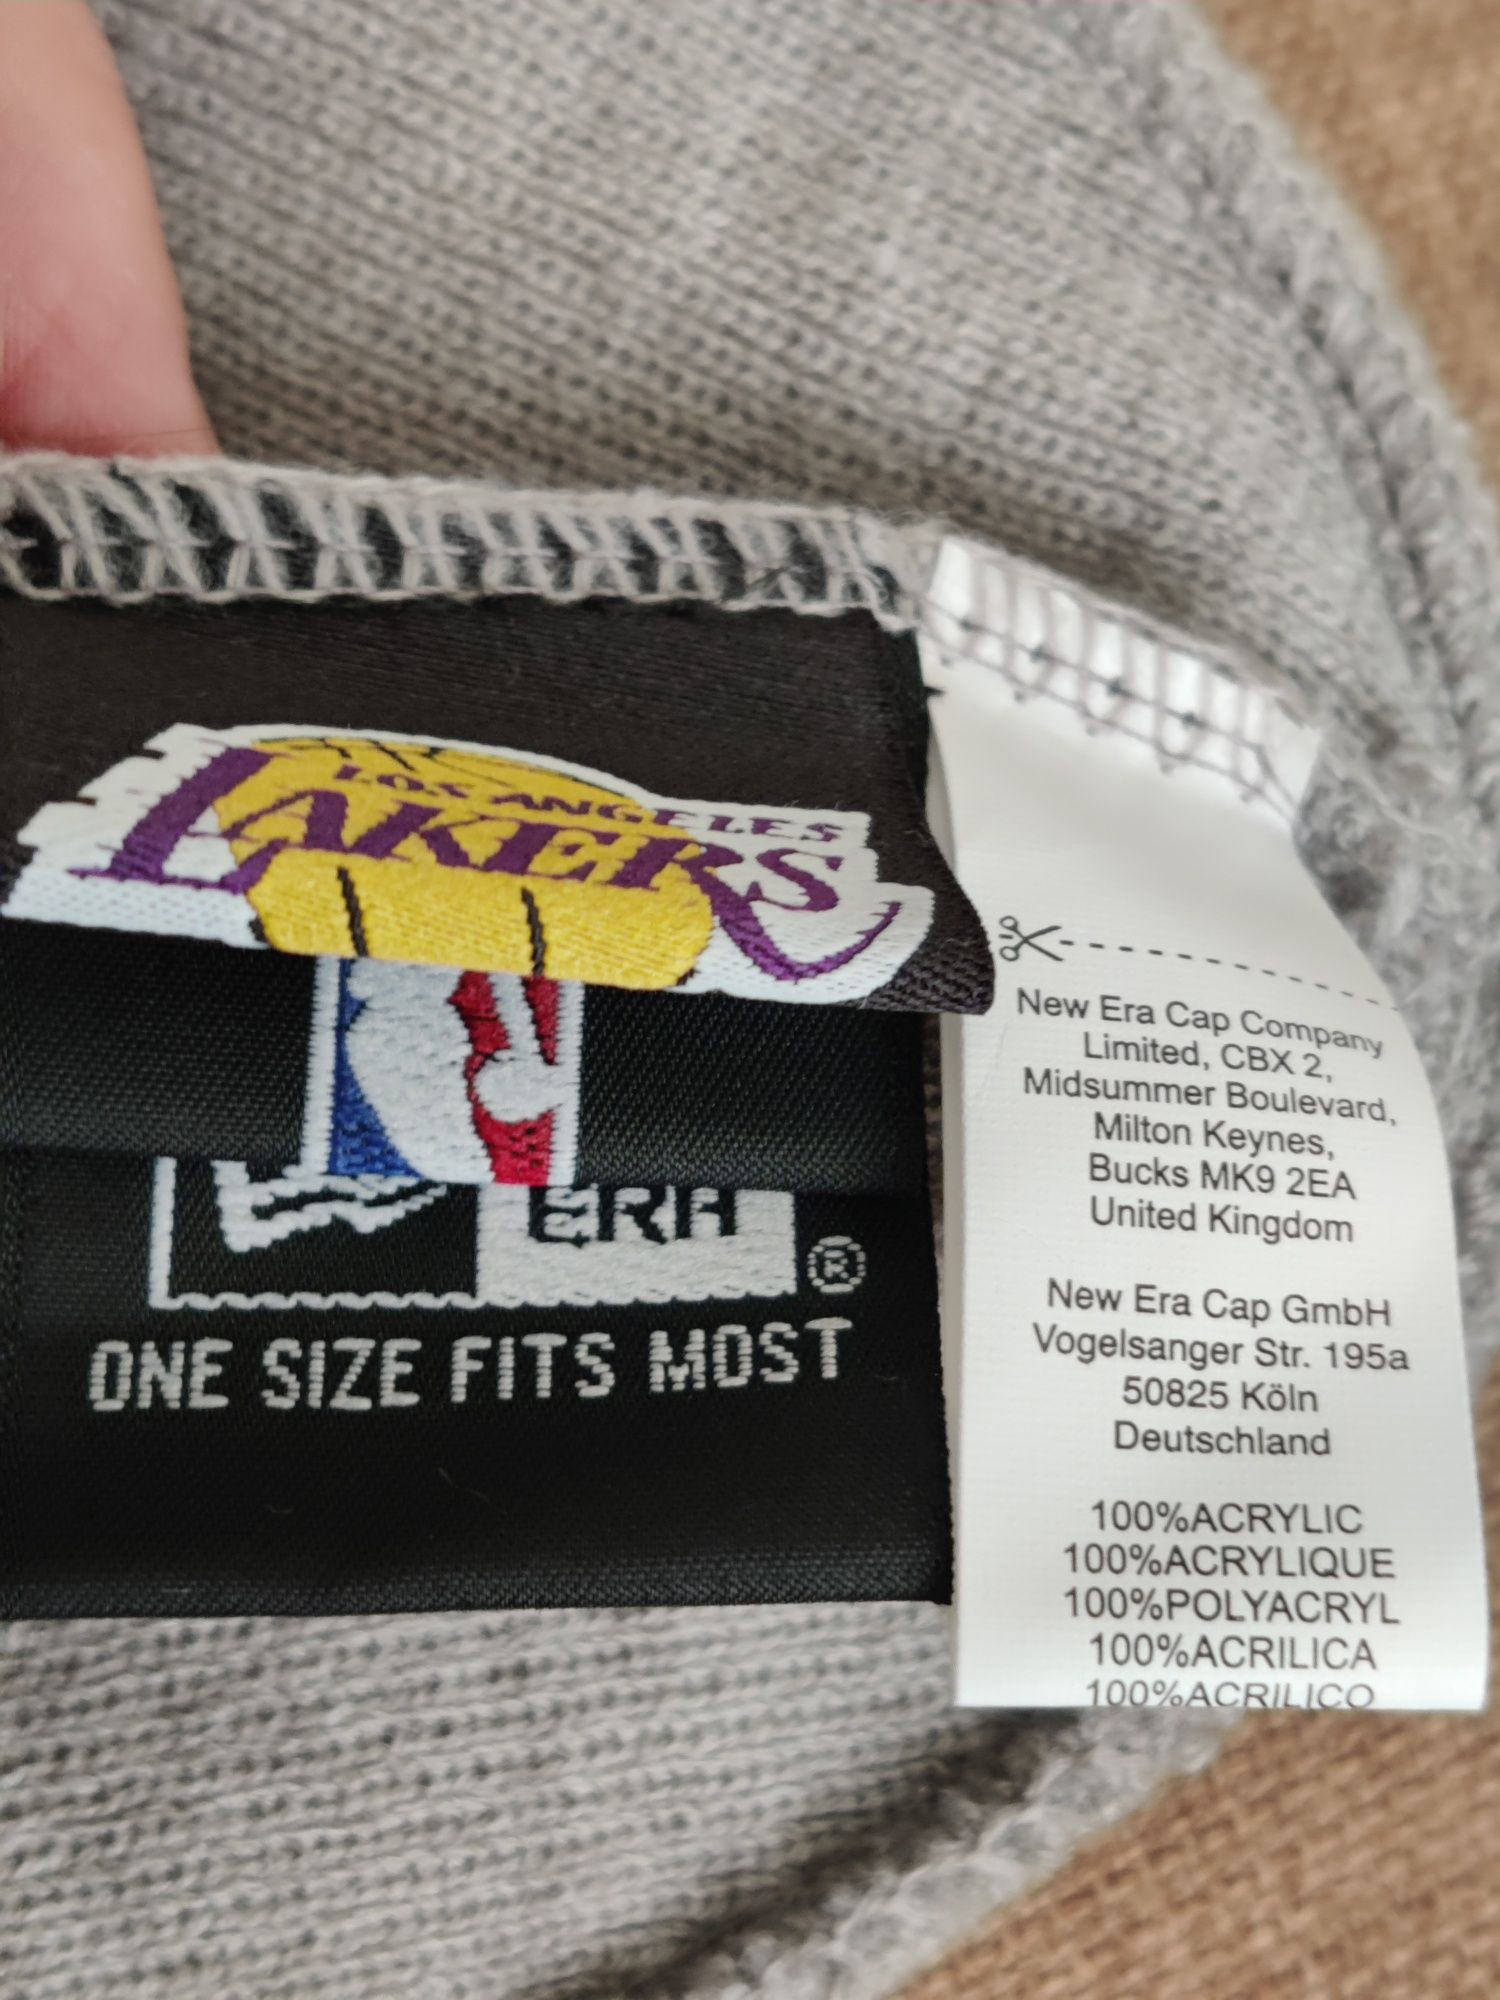 LOS ANGELES
LAKERS
ERA
®
ONE SIZE FITS MOST
New Era Cap Company
Limited, CBX 2,
Midsummer Boulevard,
Milton Keynes,
Bucks MK9 2EA
United Kingdom
New Era Cap GmbH
Vogelsanger Str. 195a
50825 Köln
Deutschland
100%ACRYLIC
100%ACRYLIQUE
100%POLYACRYL
100%ACRILICA
100%ACRILICO